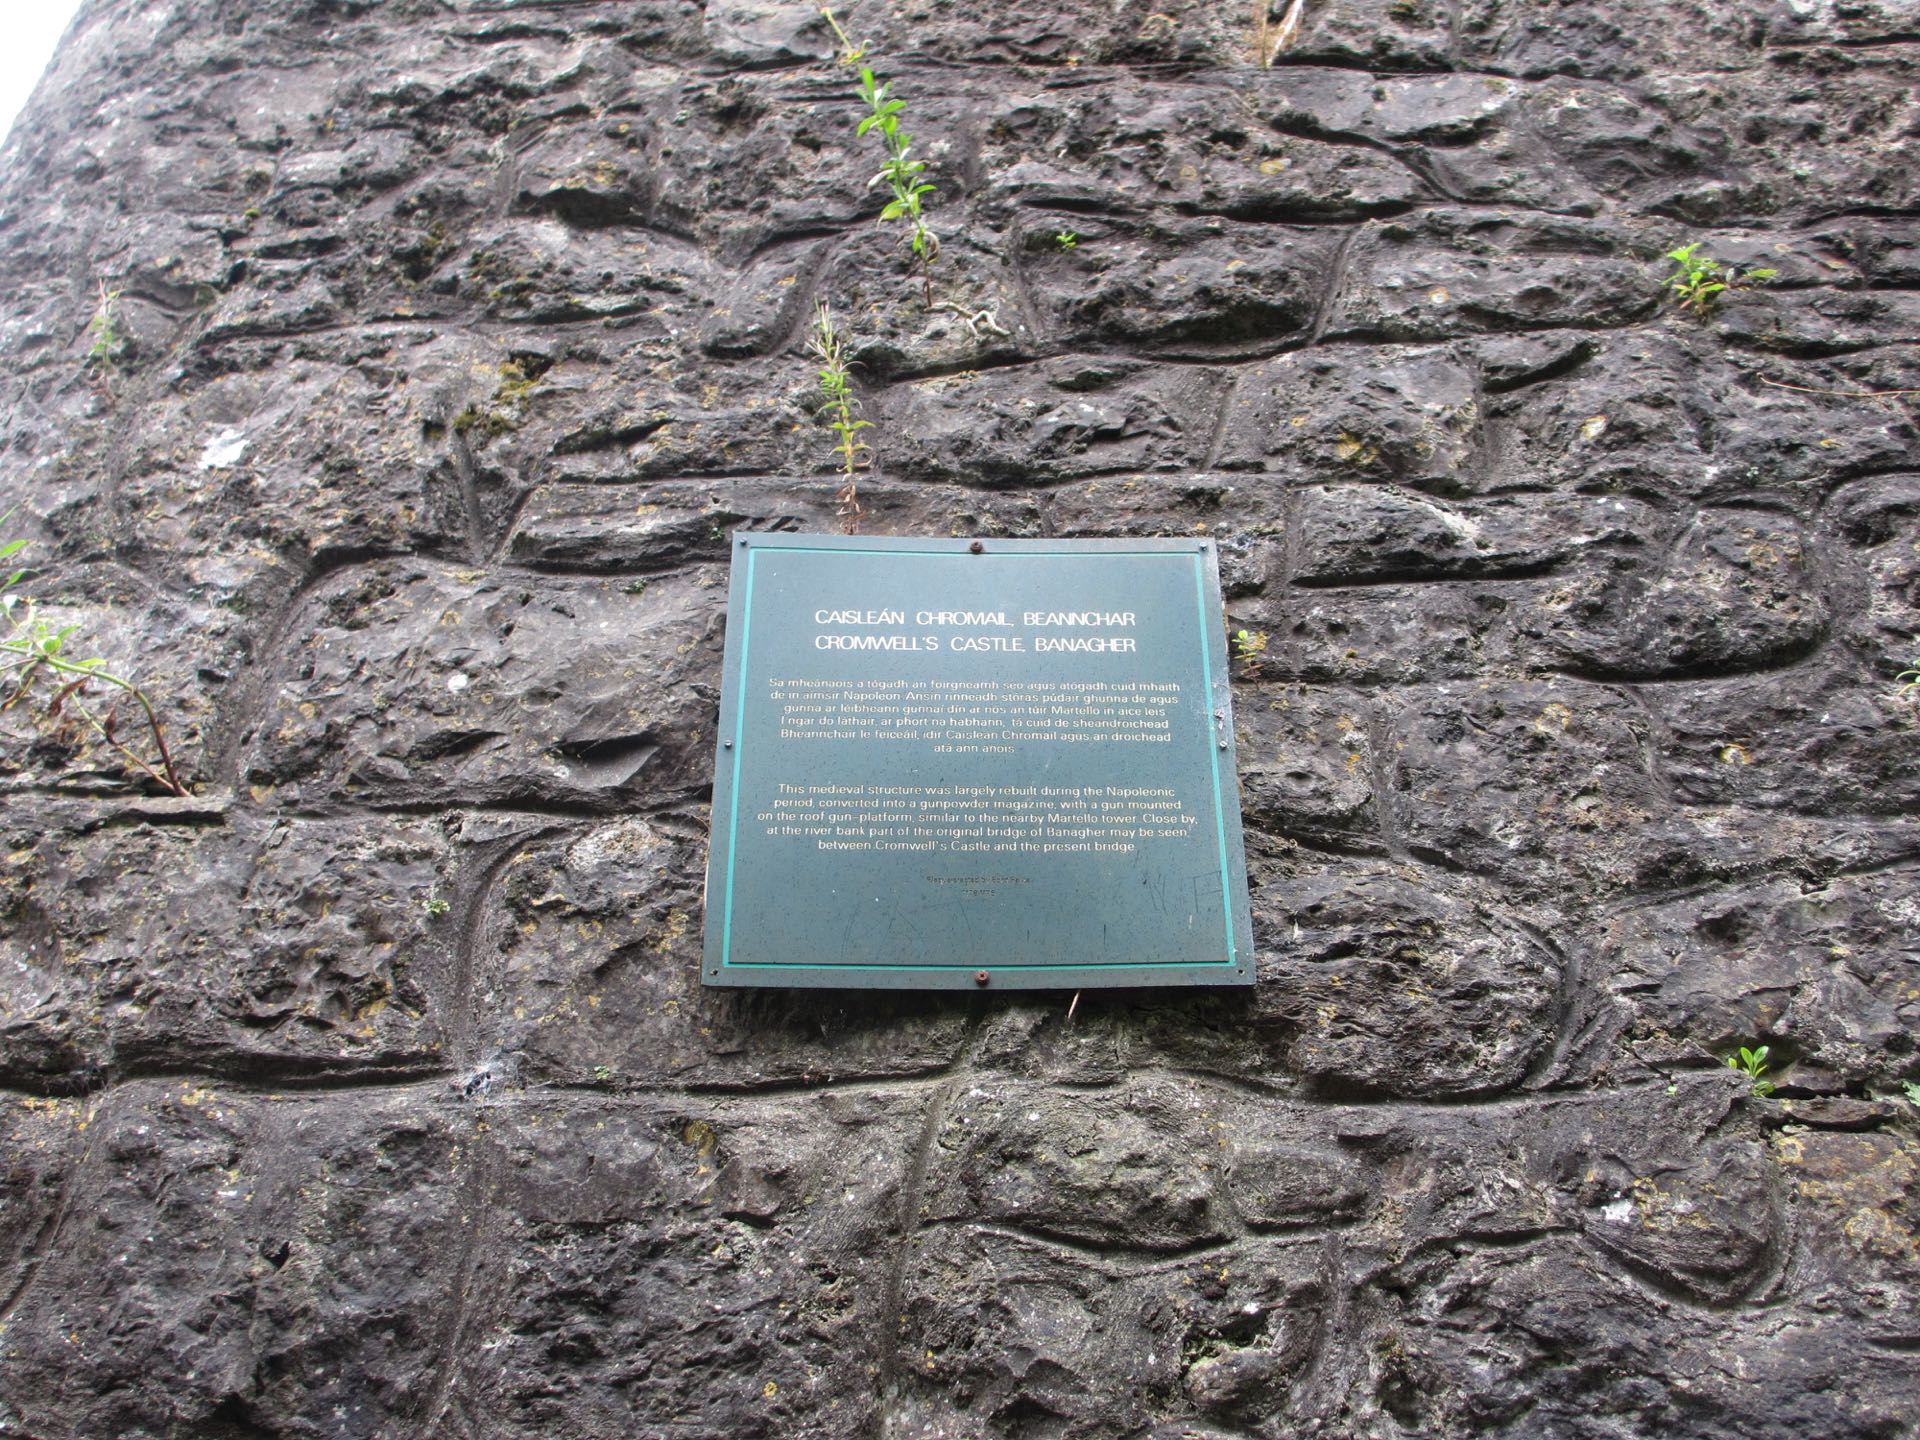 CAISLEÁN CHROMAIL, BEANNCHAR
CROMWELL'S CASTLE, BANAGHER
Sa mheánaois a tógadh an foirgneamh seo agus atógadh cuid mhaith
de in aimsir Napoleon. Ansin rinneadh stóras púdair ghunna de agus
gunna ar léibheann gunnaí dín ar nós an túir Martello in aice leis
I ngar do láthair, ar phort na habhann, tá cuid de sheandroichead
Bheannchair le feiceáil, idir Caisleán Chromail agus an droichead
atá ann anois.
This medieval structure was largely rebuilt during the Napoleonic
period, converted into a gunpowder magazine, with a gun mounted
on the roof gun-platform, similar to the nearby Martello tower. Close by,
at the river bank part of the original bridge of Banagher may be seen,
between Cromwell's Castle and the present bridge
erected by